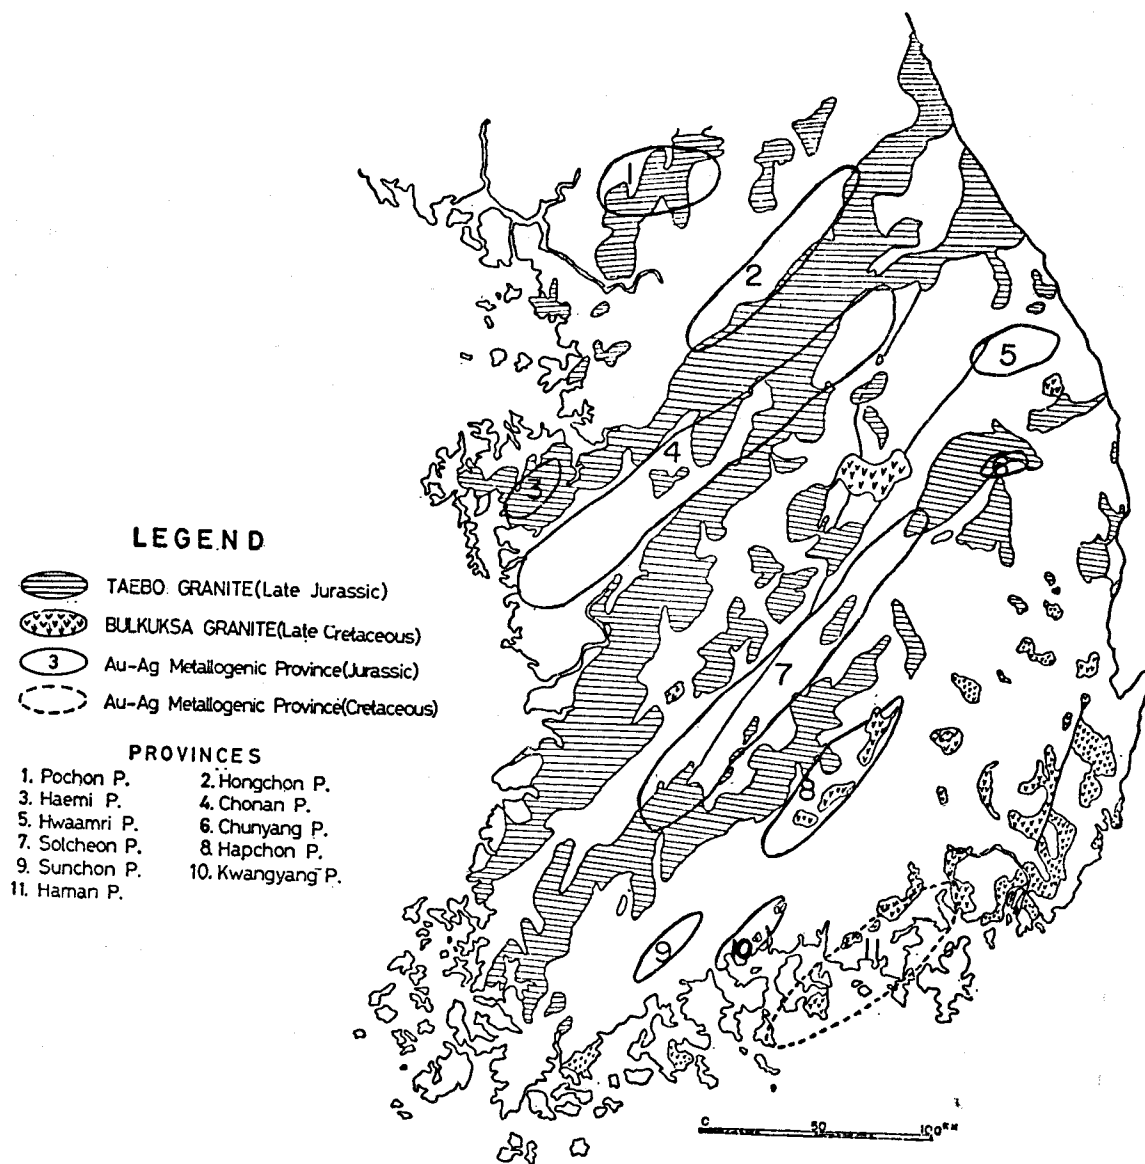 1
2
5
4
3
6
7
8
9
10
11
LEGEND
TAEBO GRANITE(Late Jurassic)
BULKUKSA GRANITE(Late Cretaceous)
3 Au-Ag Metallogenic Province(Jurassic)
Au-Ag Metallogenic Province(Cretaceous)
PROVINCES
1. Pochon P. 2. Hongchon P.
3. Haemi P. 4. Chonan P.
5. Hwaamri P. 6. Chunyang P.
7. Solcheon P. 8. Hapchon P.
9. Sunchon P. 10. Kwangyang P.
11. Haman P.
0 50 100KM